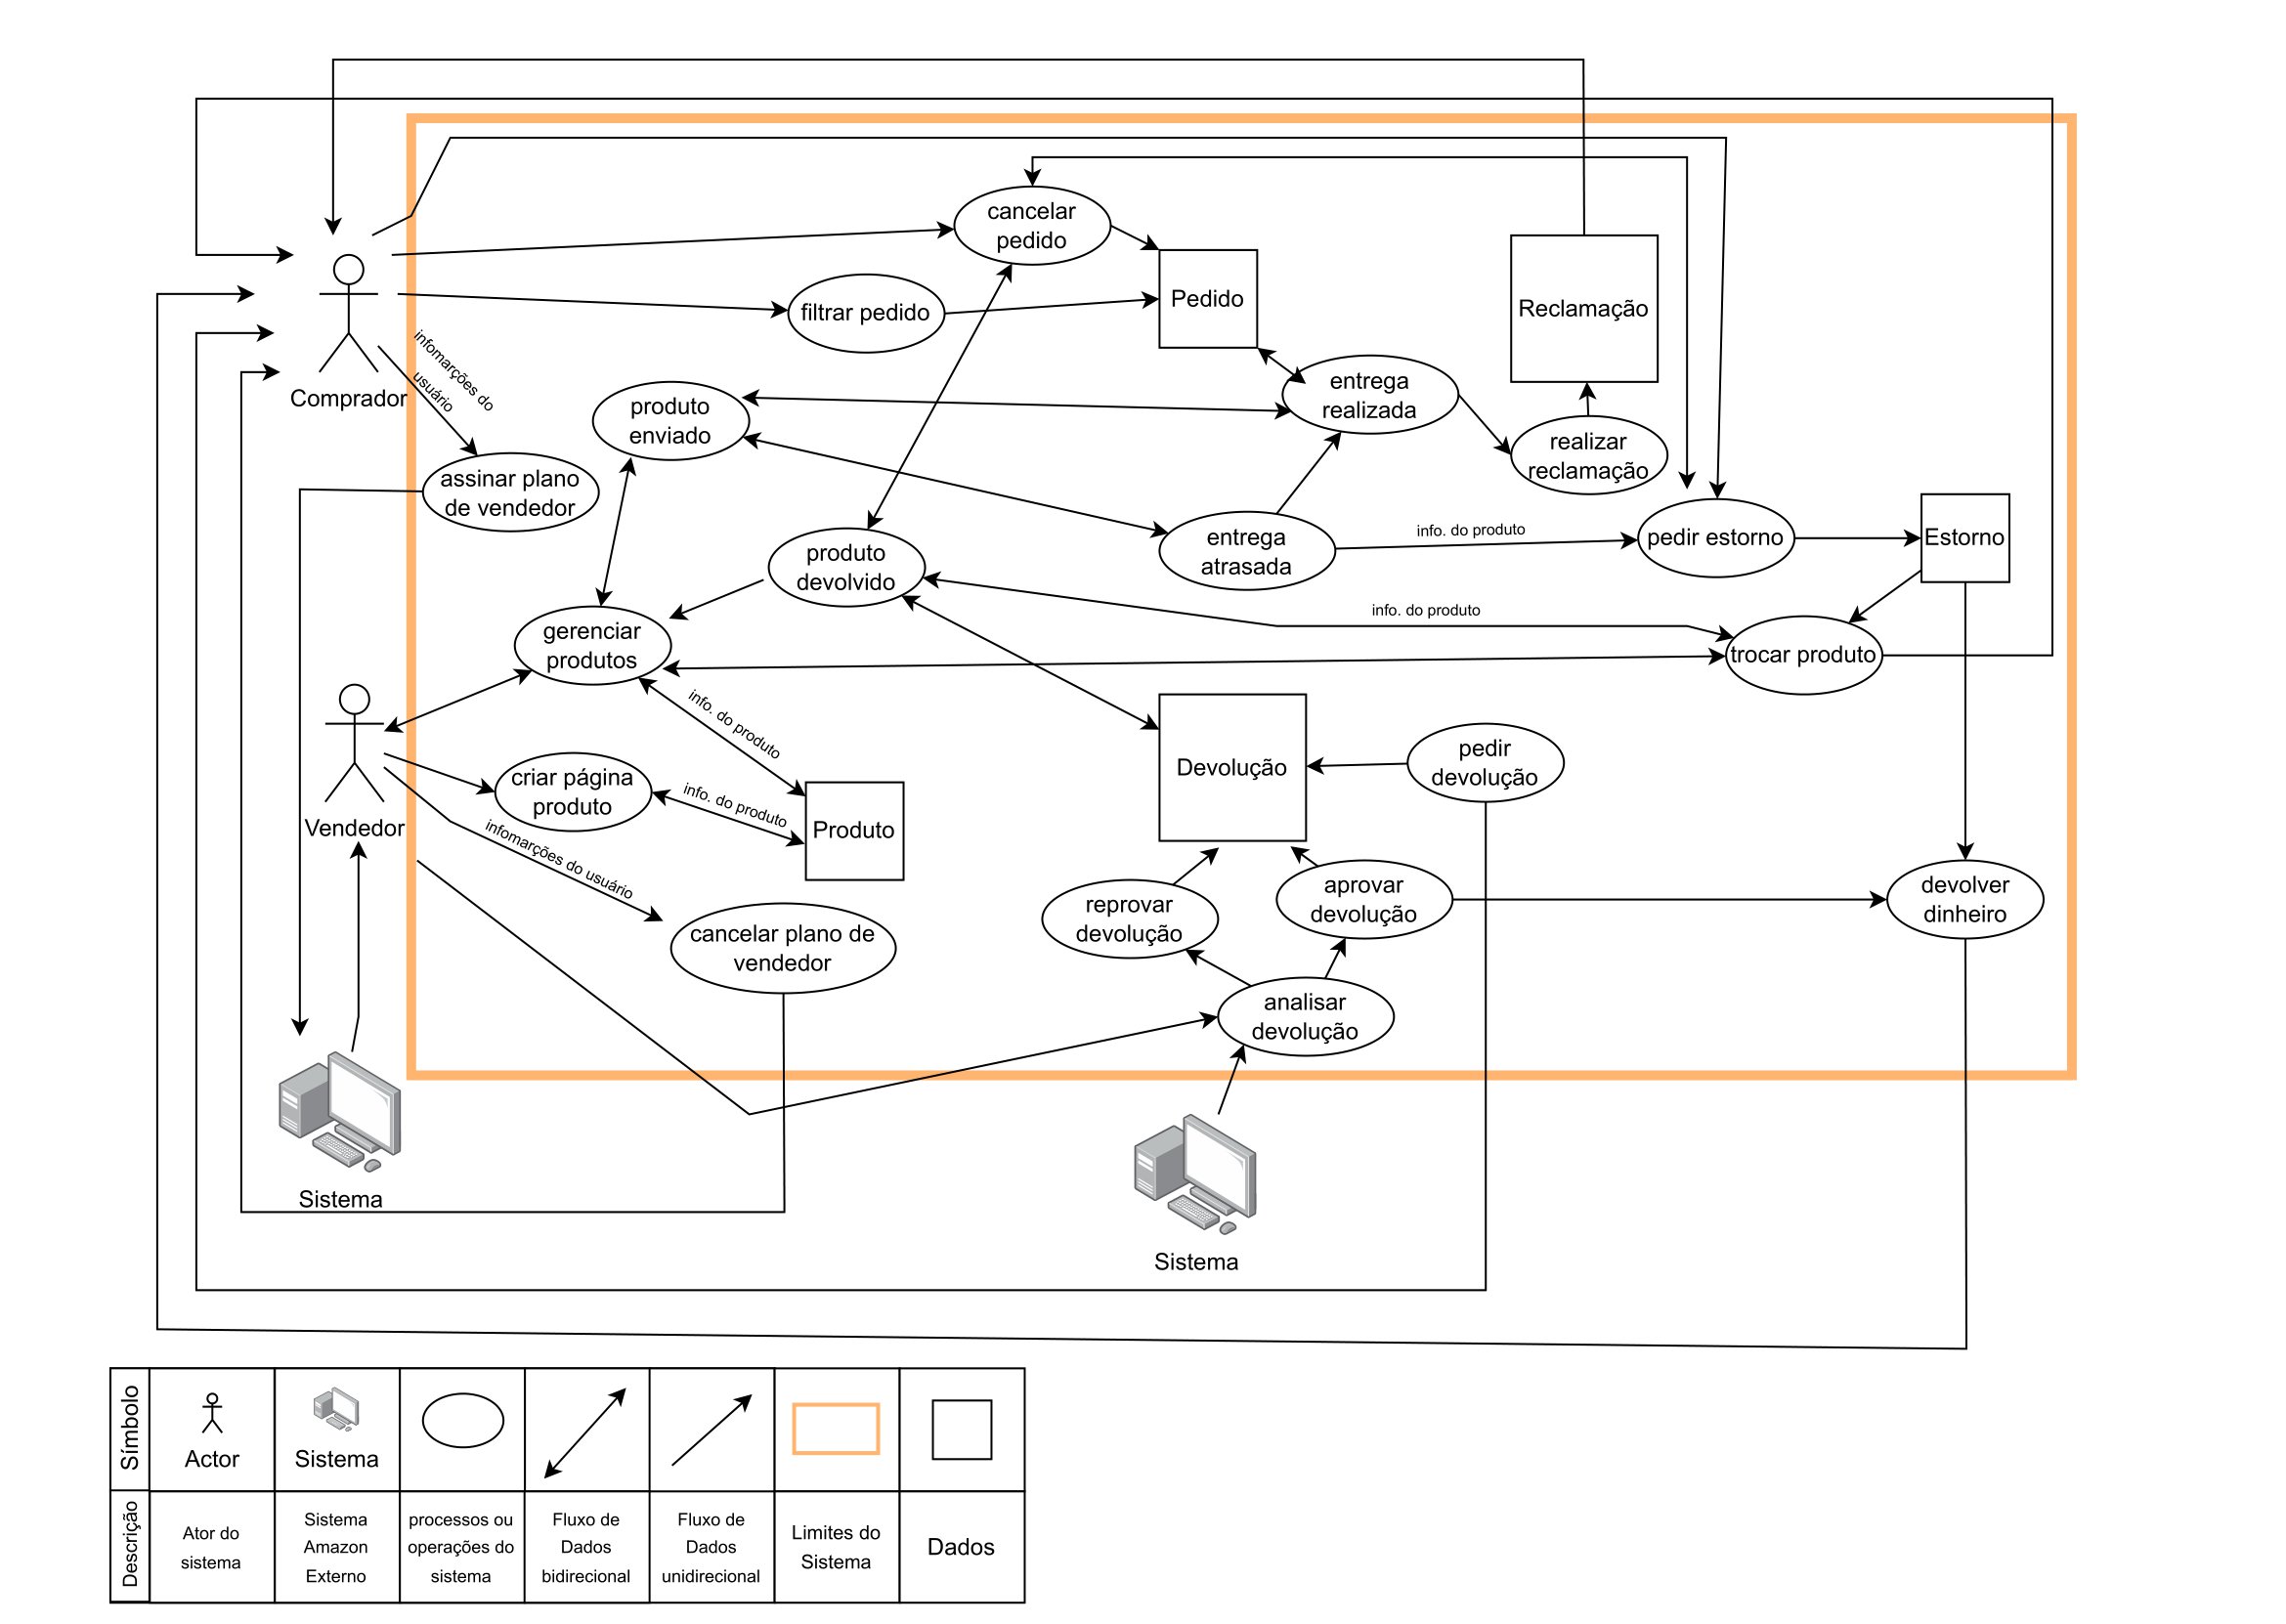 cancelar
pedido
Pedido
filtrar pedido
Reclamação
Comprador
infomarções do
usuário
produto
enviado
entrega
realizada
realizar
reclamação
assinar plano
de vendedor
produto
devolvido
entrega
atrasada
info. do produto
pedir estorno
Estorno
info. do produto
gerenciar
produtos
trocar produto
info. do produto
Devolução
pedir
devolução
criar página
produto
info. do produto
Produto
Vendedor
infomarções do usuário
reprovar
devolução
aprovar
devolução
devolver
dinheiro
cancelar plano de
vendedor
analisar
devolução
Sistema
Sistema
Símbolo
Actor
Sistema
Descrição
Ator do
sistema
Sistema
Amazon
Externo
processos ou
operações do
sistema
Fluxo de
Dados
bidirecional
Fluxo de
Dados
unidirecional
Limites do
Sistema
Dados